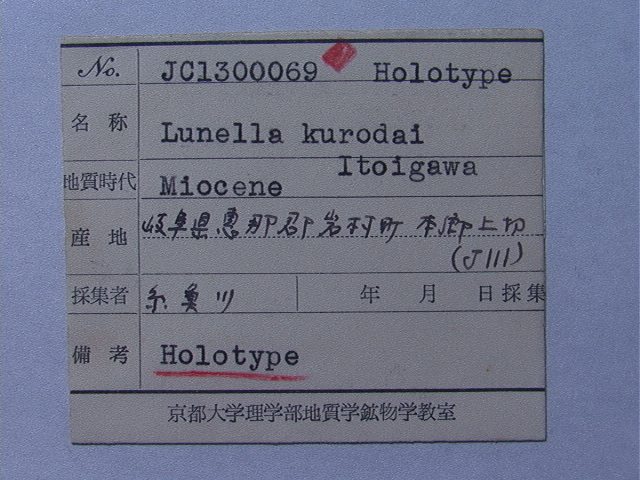 No. JC1300069 Holotype
名称 Lunella kurodai
Itoigawa
地質時代 Miocene
産地 岐阜県恵那郡岩村町 本郷上切
(J111)
採集者 糸魚川 年 月 日採集
備考 Holotype
京都大学理学部地質学鉱物学教室